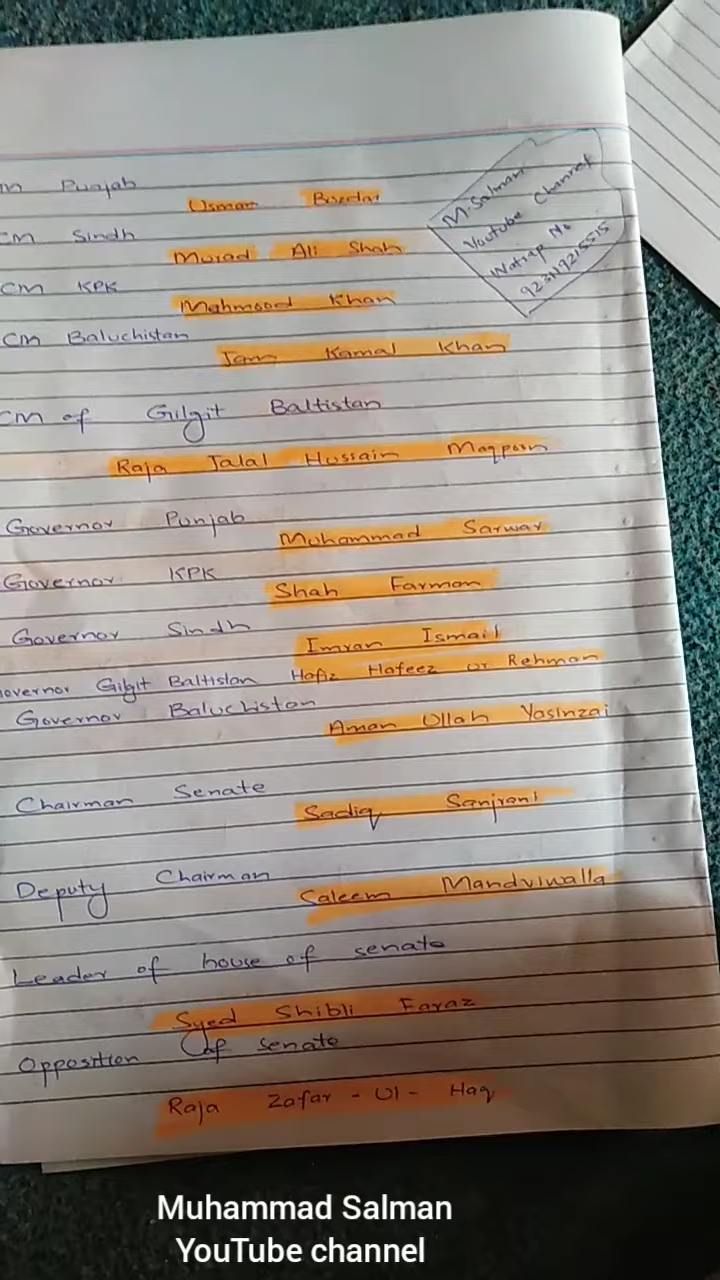 m Punjab
Usman Bozdar
M. Salman
Youtube Channel
Watsap No
CM Sindh
Murad Ali Shah
CM KPK
Mahmood Khan
CM Baluchistan
Jam Kamal Khan
CM of Gilgit Baltistan
Raja Jalal Hussain Maqpoon
Governor Punjab
Muhammad Sarwar
Governor KPK
Shah Farman
Governor Sindh
Imran Ismail
overnor Gilgit Baltistan Hafiz Hafeez ur Rehman
Governor Baluchistan
Aman Ullah Yasinzai
Chairman Senate
Sadiq Sanjrani
Deputy Chairman
Saleem Mandviwalla
Leader of house of senate
Syed Shibli Faraz
Opposition of senate
Raja Zafar - Ul - Haq
Muhammad Salman
YouTube channel